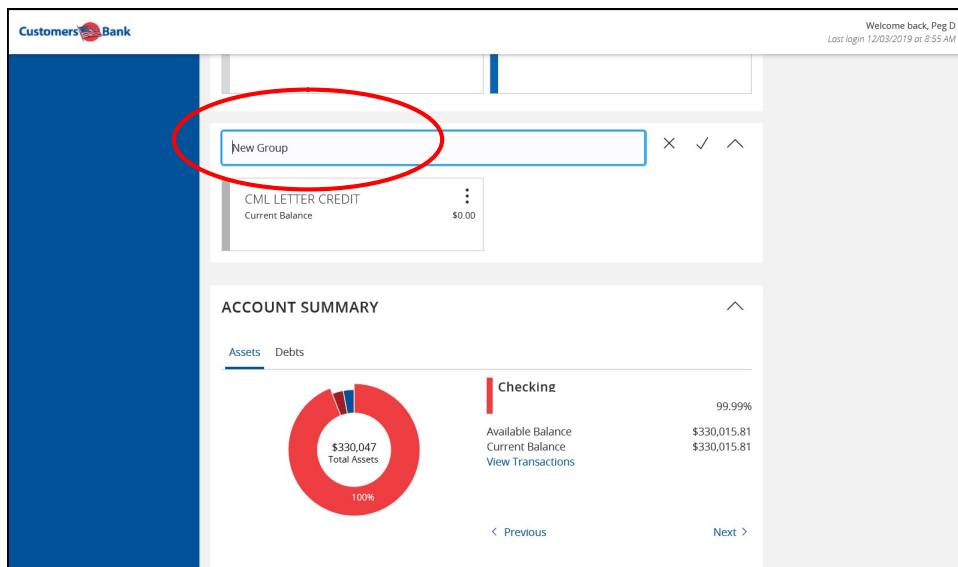 Customers Bank
Welcome back, Peg D
Last login 12/03/2019 at 8:55 AM
New Group
CML LETTER CREDIT
Current Balance $0.00
ACCOUNT SUMMARY
Assets Debts
Checking
99.99%
Available Balance $330,015.81
Current Balance $330,015.81
View Transactions
$330,047
Total Assets
100%
< Previous Next >